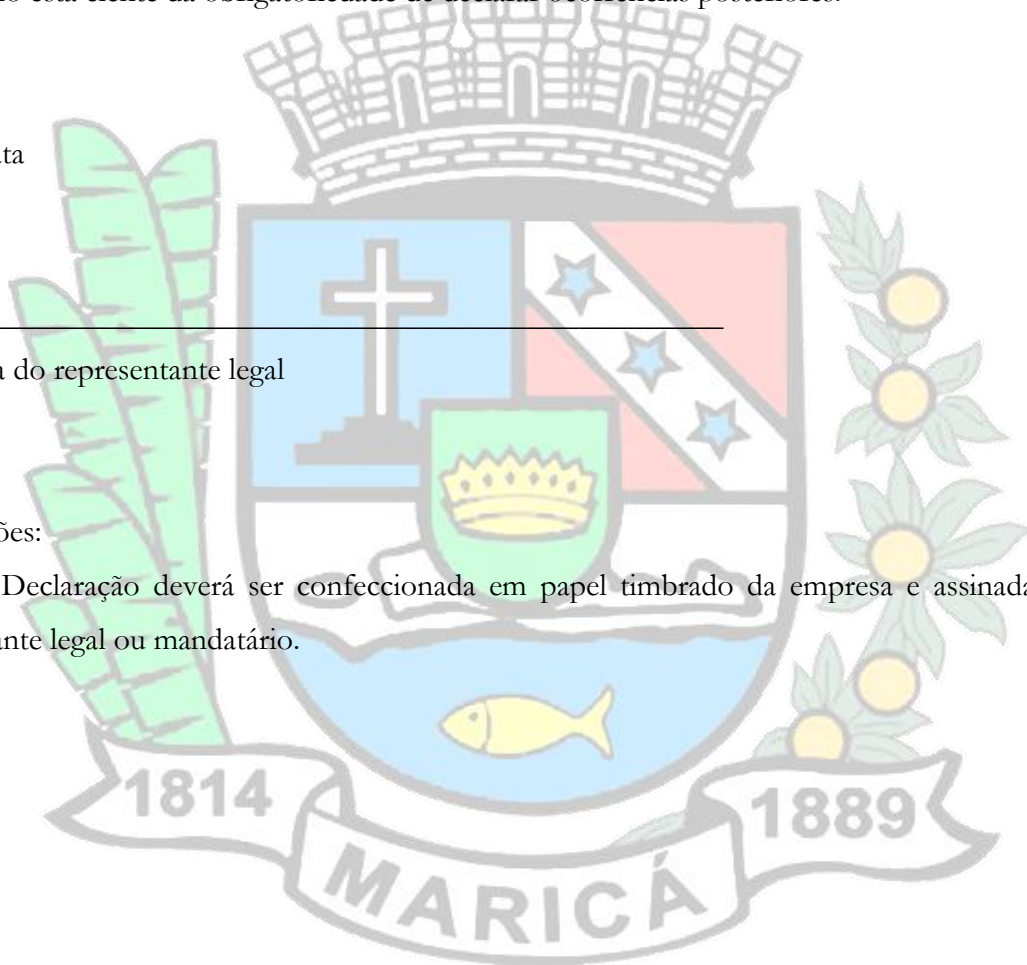 está ciente da obrigatoriedade de declarar ocorrências posteriores.
ta
a do representante legal
ões:
Declaração deverá ser confeccionada em papel timbrado da empresa e assinada
ante legal ou mandatário.
1814
1889
MARICÁ